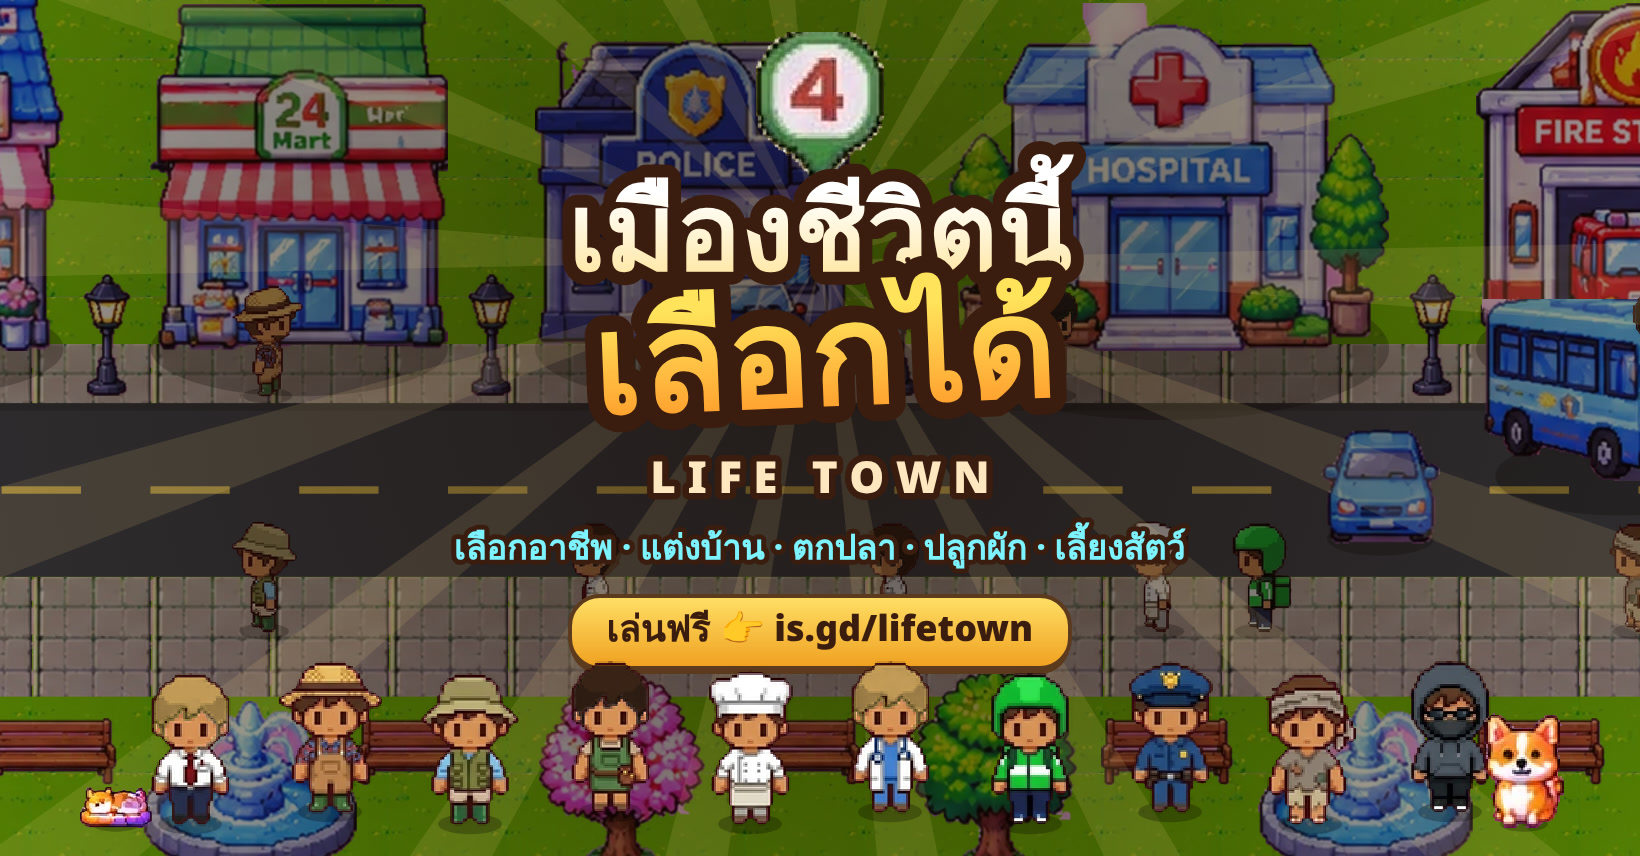 24
Mart
4
POLICE
HOSPITAL
FIRE ST
เมืองชีวิตนี้
เลือกได้
LIFE TOWN
เลือกอาชีพ · แต่งบ้าน · ตกปลา · ปลูกผัก · เลี้ยงสัตว์
เล่นฟรี 👉 is.gd/lifetown